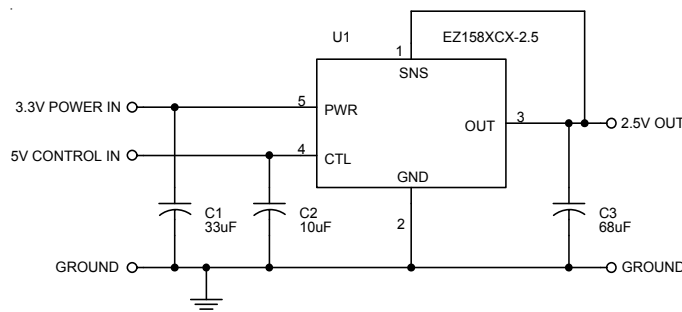 U1
EZ158XCX-2.5
1
SNS
3.3V POWER IN
5
PWR
OUT
3
2.5V OUT
5V CONTROL IN
4
CTL
GND
2
C1
33uF
C2
10uF
C3
68uF
GROUND
GROUND